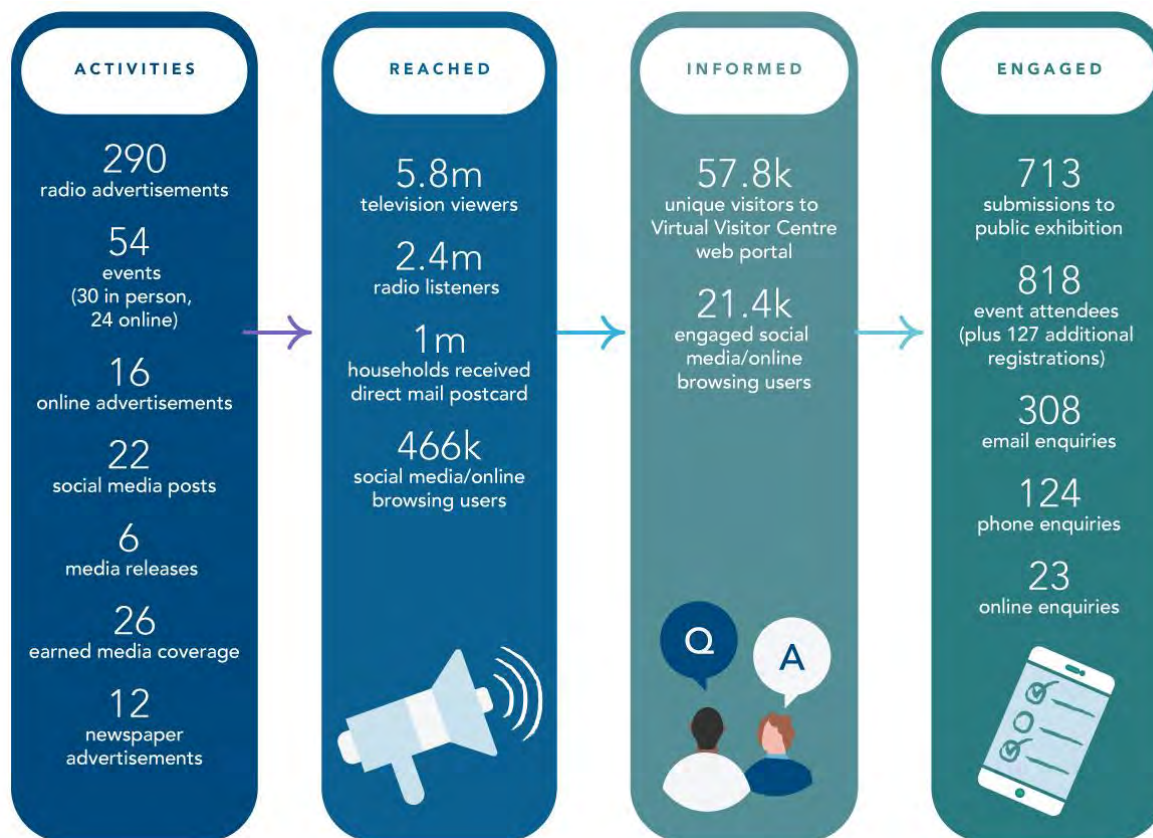 ACTIVITIES
290
radio advertisements
54
events
(30 in person,
24 online)
16
online advertisements
22
social media posts
6
media releases
26
earned media coverage
12
newspaper
advertisements
REACHED
5.8m
television viewers
2.4m
radio listeners
1m
households received
direct mail postcard
466k
social media/online
browsing users
INFORMED
57.8k
unique visitors to
Virtual Visitor Centre
web portal
21.4k
engaged social
media/online
browsing users
Q
A
ENGAGED
713
submissions to
public exhibition
818
event attendees
(plus 127 additional
registrations)
308
email enquiries
124
phone enquiries
23
online enquiries